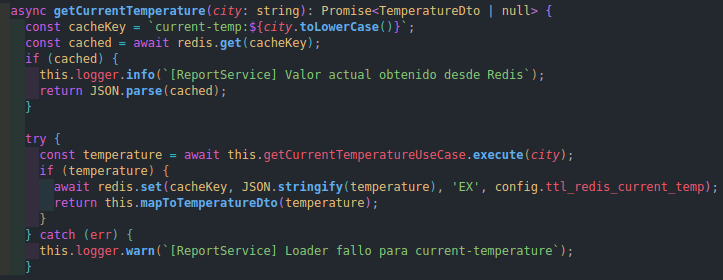 async getCurrentTemperature(city: string): Promise<TemperatureDto | null> {
const cacheKey = `current-temp:${city.toLowerCase()}`;
const cached = await redis.get(cacheKey);
if (cached) {
this.logger.info(`[ReportService] Valor actual obtenido desde Redis`);
return JSON.parse(cached);
}
try {
const temperature = await this.getCurrentTemperatureUseCase.execute(city);
if (temperature) {
await redis.set(cacheKey, JSON.stringify(temperature), 'EX', config.ttl_redis_current_temp);
return this.mapToTemperatureDto(temperature);
}
} catch (err) {
this.logger.warn(`[ReportService] Loader fallo para current-temperature`);
}